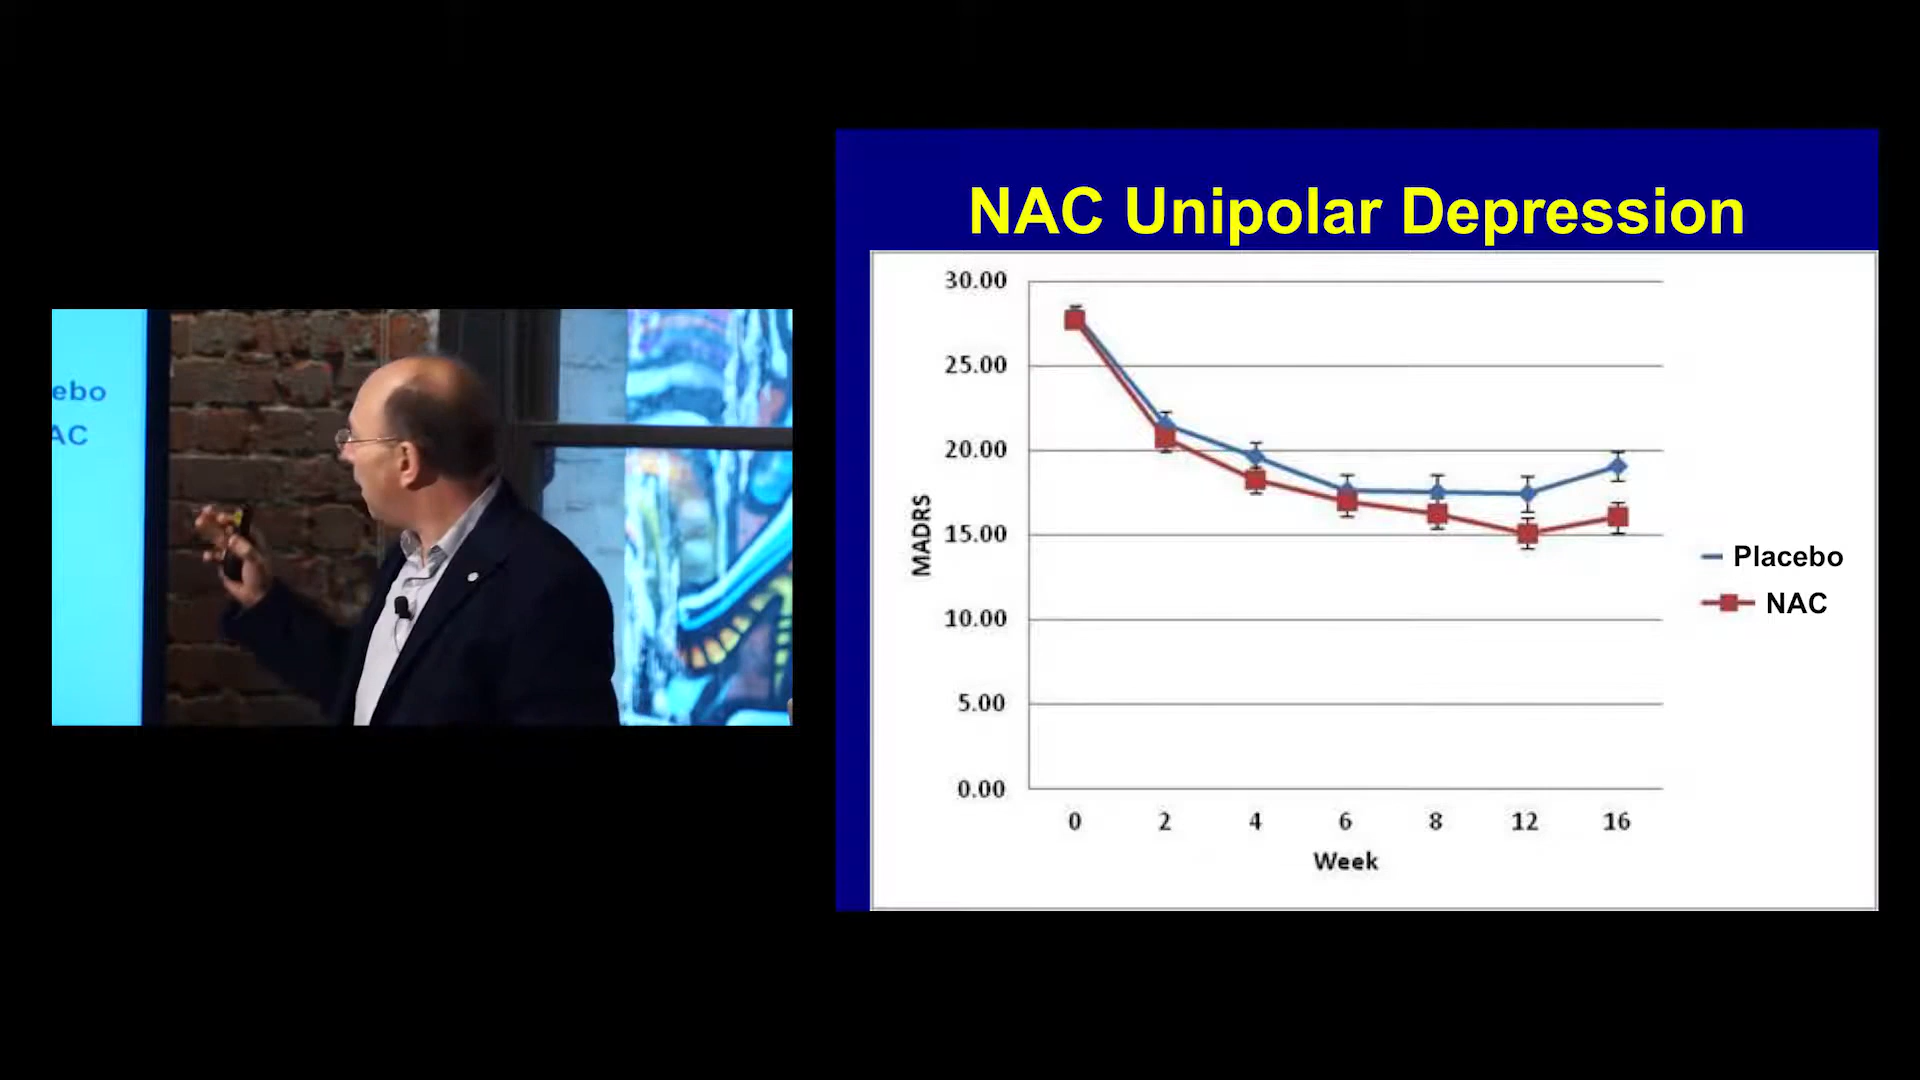 ebo
AC
NAC Unipolar Depression
30.00
25.00
20.00
15.00
10.00
5.00
0.00
MADRS
0 2 4 6 8 12 16
Week
Placebo
NAC